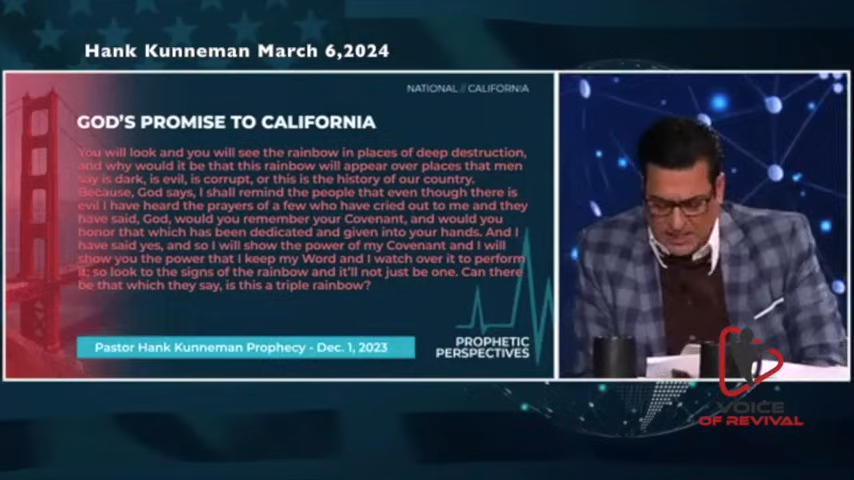 Hank Kunneman March 6,2024
NATIONAL // CALIFORNIA
GOD'S PROMISE TO CALIFORNIA
You will look and you will see the rainbow in places of deep destruction,
and why would it be that this rainbow will appear over places that men
say is dark, is evil, is corrupt, or this is the history of our country.
Because, God says, I shall remind the people that even though there is
evil I have heard the prayers of a few who have cried out to me and they
have said, God, would you remember your Covenant, and would you
honor that which has been dedicated and given into your hands. And I
have said yes, and so I will show the power of my Covenant and I will
show you the power that I keep my Word and I watch over it to perform
it; so look to the signs of the rainbow and it'll not just be one. Can there
be that which they say, is this a triple rainbow?
Pastor Hank Kunneman Prophecy - Dec. 1, 2023
PROPHETIC
PERSPECTIVES
VOICE
OF REVIVAL